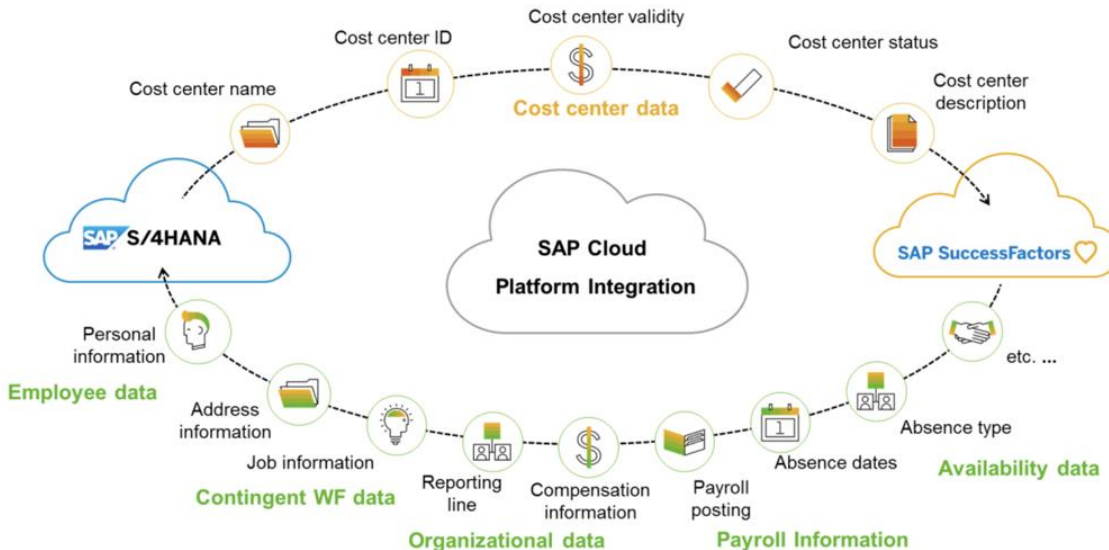 Cost center validity
Cost center ID
Cost center status
Cost center name
Cost center data
Cost center
description
1
SAP S/4HANA
SAP Cloud
Platform Integration
SAP SuccessFactors
Personal
information
Employee data
Address
information
Job information
Contingent WF data
Reporting
line
Organizational data
Compensation
information
Payroll
posting
Payroll Information
1
Absence dates
Absence type
Availability data
etc. ...